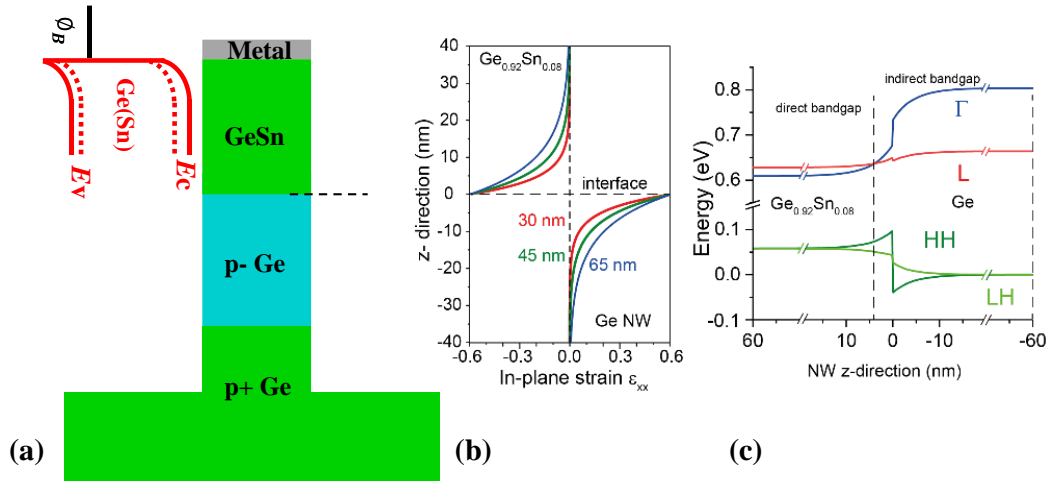 ØB
Ge(Sn)
Ev
Ec
Metal
GeSn
p- Ge
p+ Ge
(a)
z- direction (nm)
40
30
20
10
0
-10
-20
-30
-40
Ge0.92Sn0.08
interface
30 nm
45 nm
65 nm
Ge NW
-0.6
-0.3
0.0
0.3
0.6
In-plane strain εxx
(b)
Energy (eV)
0.8
0.7
0.6
0.1
0.0
-0.1
direct bandgap
indirect bandgap
Γ
L
Ge0.92Sn0.08
Ge
HH
LH
60
10
0
-10
-60
NW z-direction (nm)
(c)